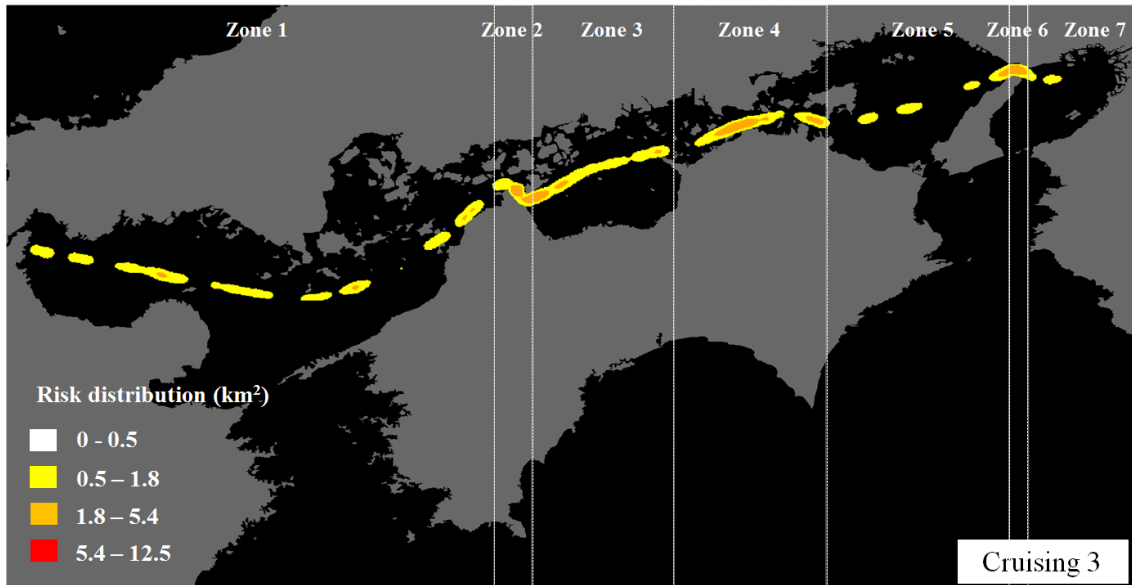 Zone 1
Zone 2
Zone 3
Zone 4
Zone 5
Zone 6
Zone 7
Risk distribution (km²)
0 - 0.5
0.5 – 1.8
1.8 – 5.4
5.4 – 12.5
Cruising 3